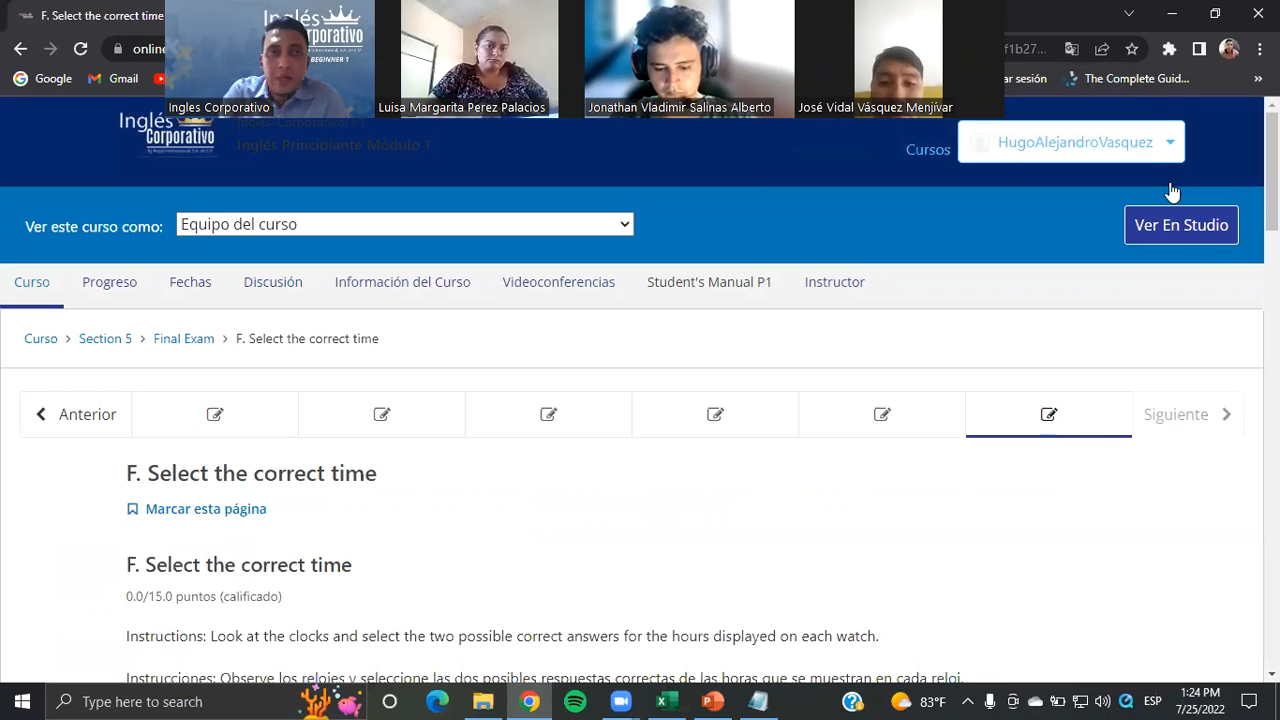 F. Select the correct time
Inglés
Corporativo
BEGINNER 1
Ingles Corporativo
Luisa Margarita Perez Palacios
Jonathan Vladimir Salinas Alberto
José Vidal Vásquez Menjívar
online
f1b27...
Google
Gmail
ar sesión
The Complete Guid...
Inglés
Corporativo
Inglés Principiante Módulo 1
Cursos
HugoAlejandroVasquez
Ver este curso como:
Equipo del curso
Ver En Studio
Curso
Progreso
Fechas
Discusión
Información del Curso
Videoconferencias
Student's Manual P1
Instructor
Curso > Section 5 > Final Exam > F. Select the correct time
Anterior
Siguiente
F. Select the correct time
Marcar esta página
F. Select the correct time
0.0/15.0 puntos (calificado)
Instructions: Look at the clocks and select the two possible correct answers for the hours displayed on each watch.
Instrucciones: Observe los relojes y seleccione las dos posibles respuestas correctas de las horas que se muestran en cada reloj.
Type here to search
83°F
ESP
1:24 PM
7/25/2022